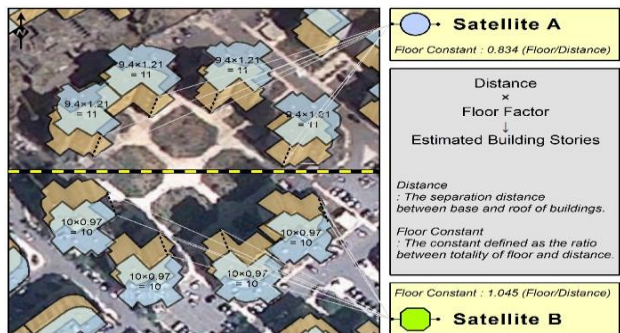 Satellite A
Floor Constant : 0.834 (Floor/Distance)
9.4×1.21
= 11
9.4×1.21
= 11
9.4×1.21
= 11
9.4×1.21
= 11
Distance
×
Floor Factor
↓
Estimated Building Stories
Distance
: The separation distance
between base and roof of buildings.
Floor Constant
: The constant defined as the ratio
between totality of floor and distance.
10×0.97
= 10
10×0.97
= 10
10×0.97
= 10
10×0.97
= 10
Floor Constant : 1.045 (Floor/Distance)
Satellite B